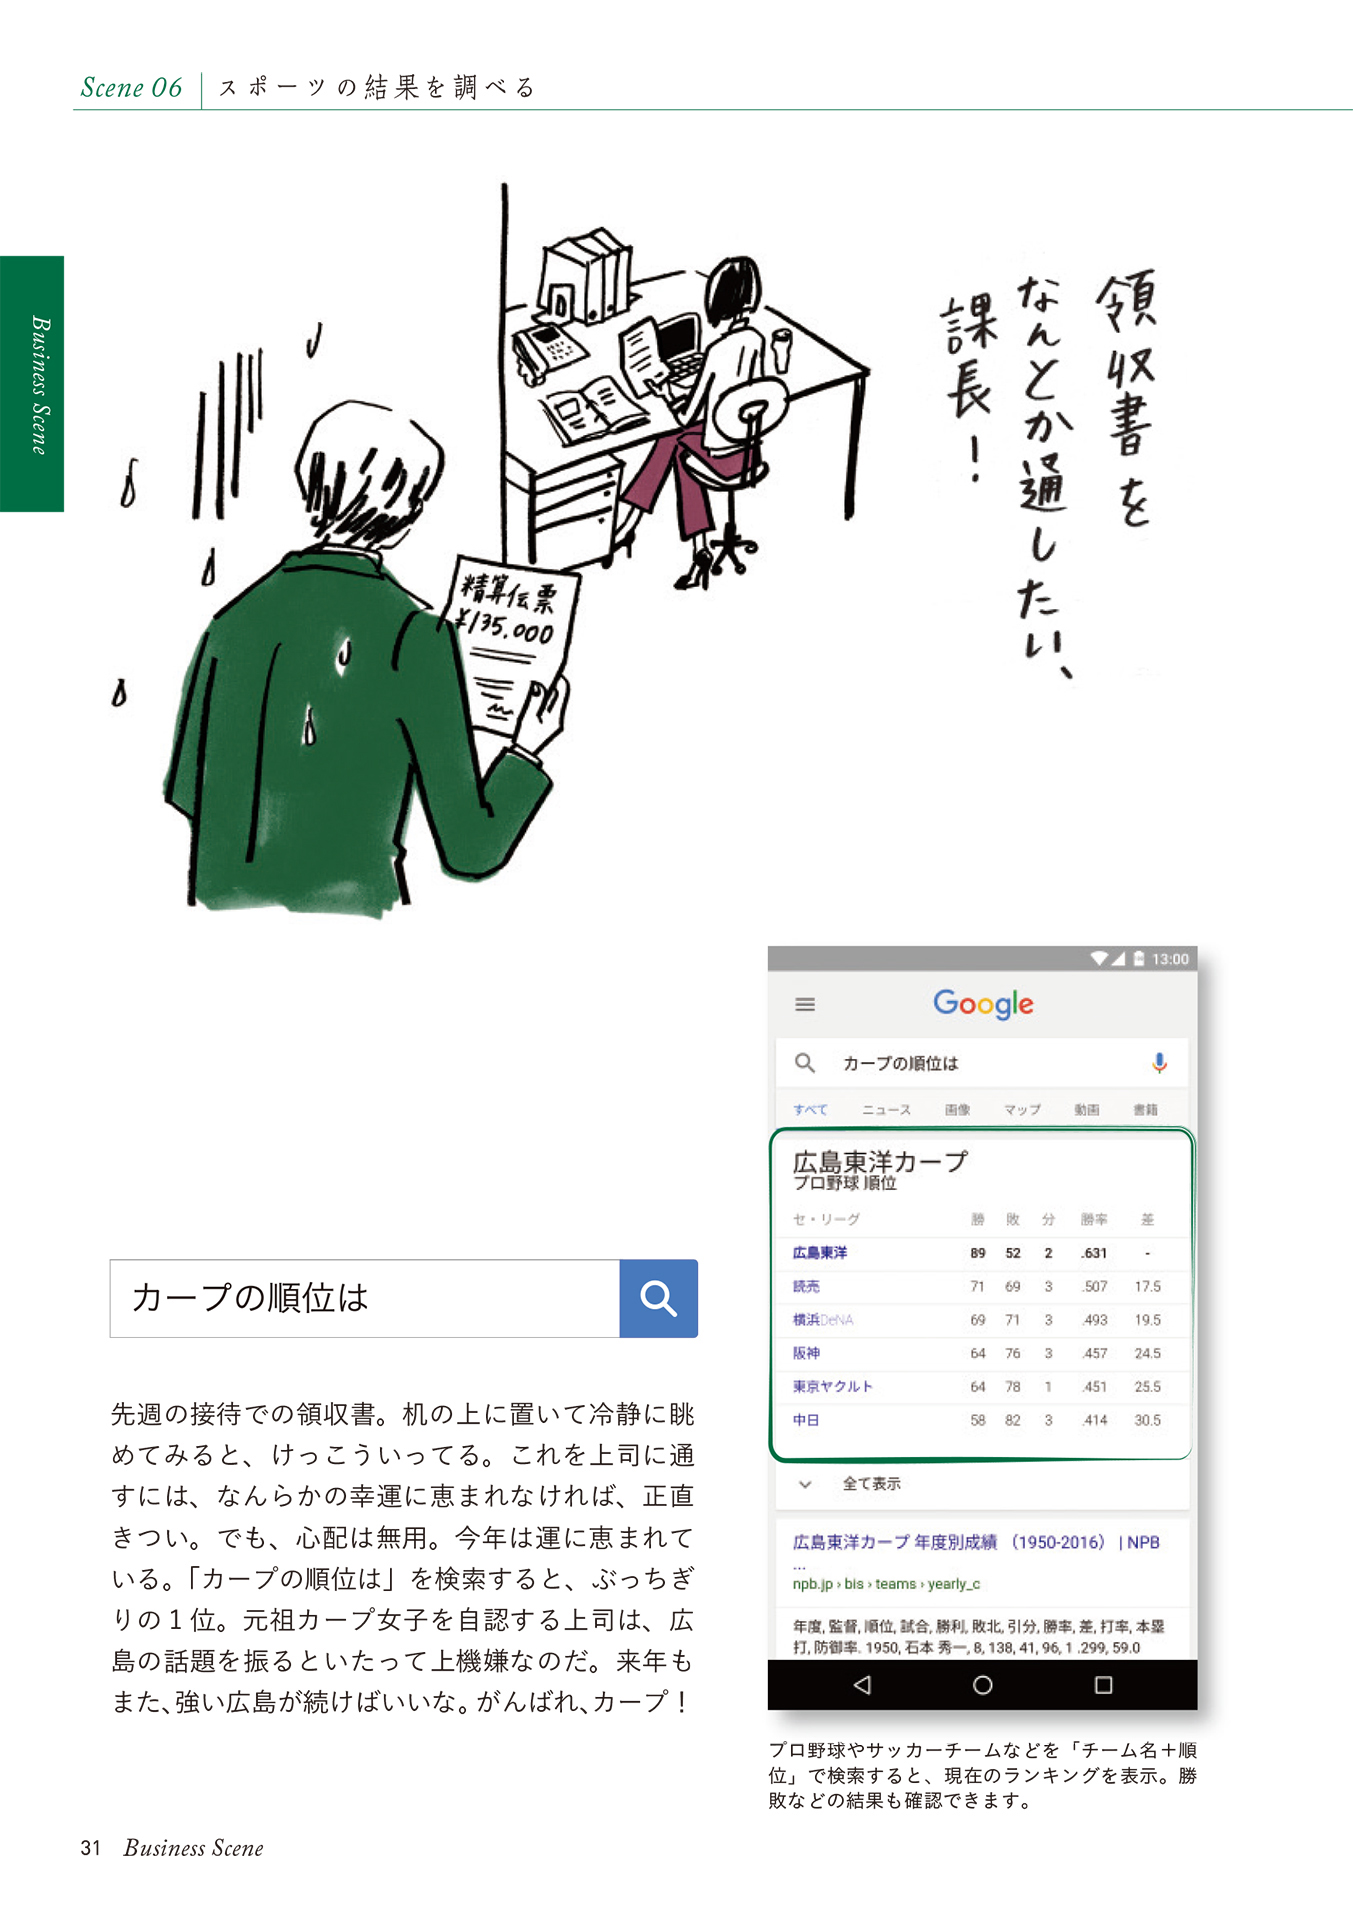 Scene 06 スポーツの結果を調べる
Business Scene
領収書を
なんとか通したい、
課長！
精算伝票
¥135,000
カープの順位は
先週の接待での領収書。机の上に置いて冷静に眺
めてみると、けっこういってる。これを上司に通
すには、なんらかの幸運に恵まれなければ、正直
きつい。でも、心配は無用。今年は運に恵まれて
いる。「カープの順位は」を検索すると、ぶっちぎ
りの１位。元祖カープ女子を自認する上司は、広
島の話題を振るといたって上機嫌なのだ。来年も
また、強い広島が続けばいいな。がんばれ、カープ！
13:00
Google
カープの順位は
すべて ニュース 画像 マップ 動画 書籍
広島東洋カープ
プロ野球 順位
セ・リーグ 勝 敗 分 勝率 差
広島東洋 89 52 2 .631 -
読売 71 69 3 .507 17.5
横浜DeNA 69 71 3 .493 19.5
阪神 64 76 3 .457 24.5
東京ヤクルト 64 78 1 .451 25.5
中日 58 82 3 .414 30.5
全て表示
広島東洋カープ 年度別成績 （1950-2016） | NPB
...
npb.jp › bis › teams › yearly_c
年度, 監督, 順位, 試合, 勝利, 敗北, 引分, 勝率, 差, 打率, 本塁
打, 防御率. 1950, 石本 秀一, 8, 138, 41, 96, 1 .299, 59.0
プロ野球やサッカーチームなどを「チーム名＋順
位」で検索すると、現在のランキングを表示。勝
敗などの結果も確認できます。
31 Business Scene